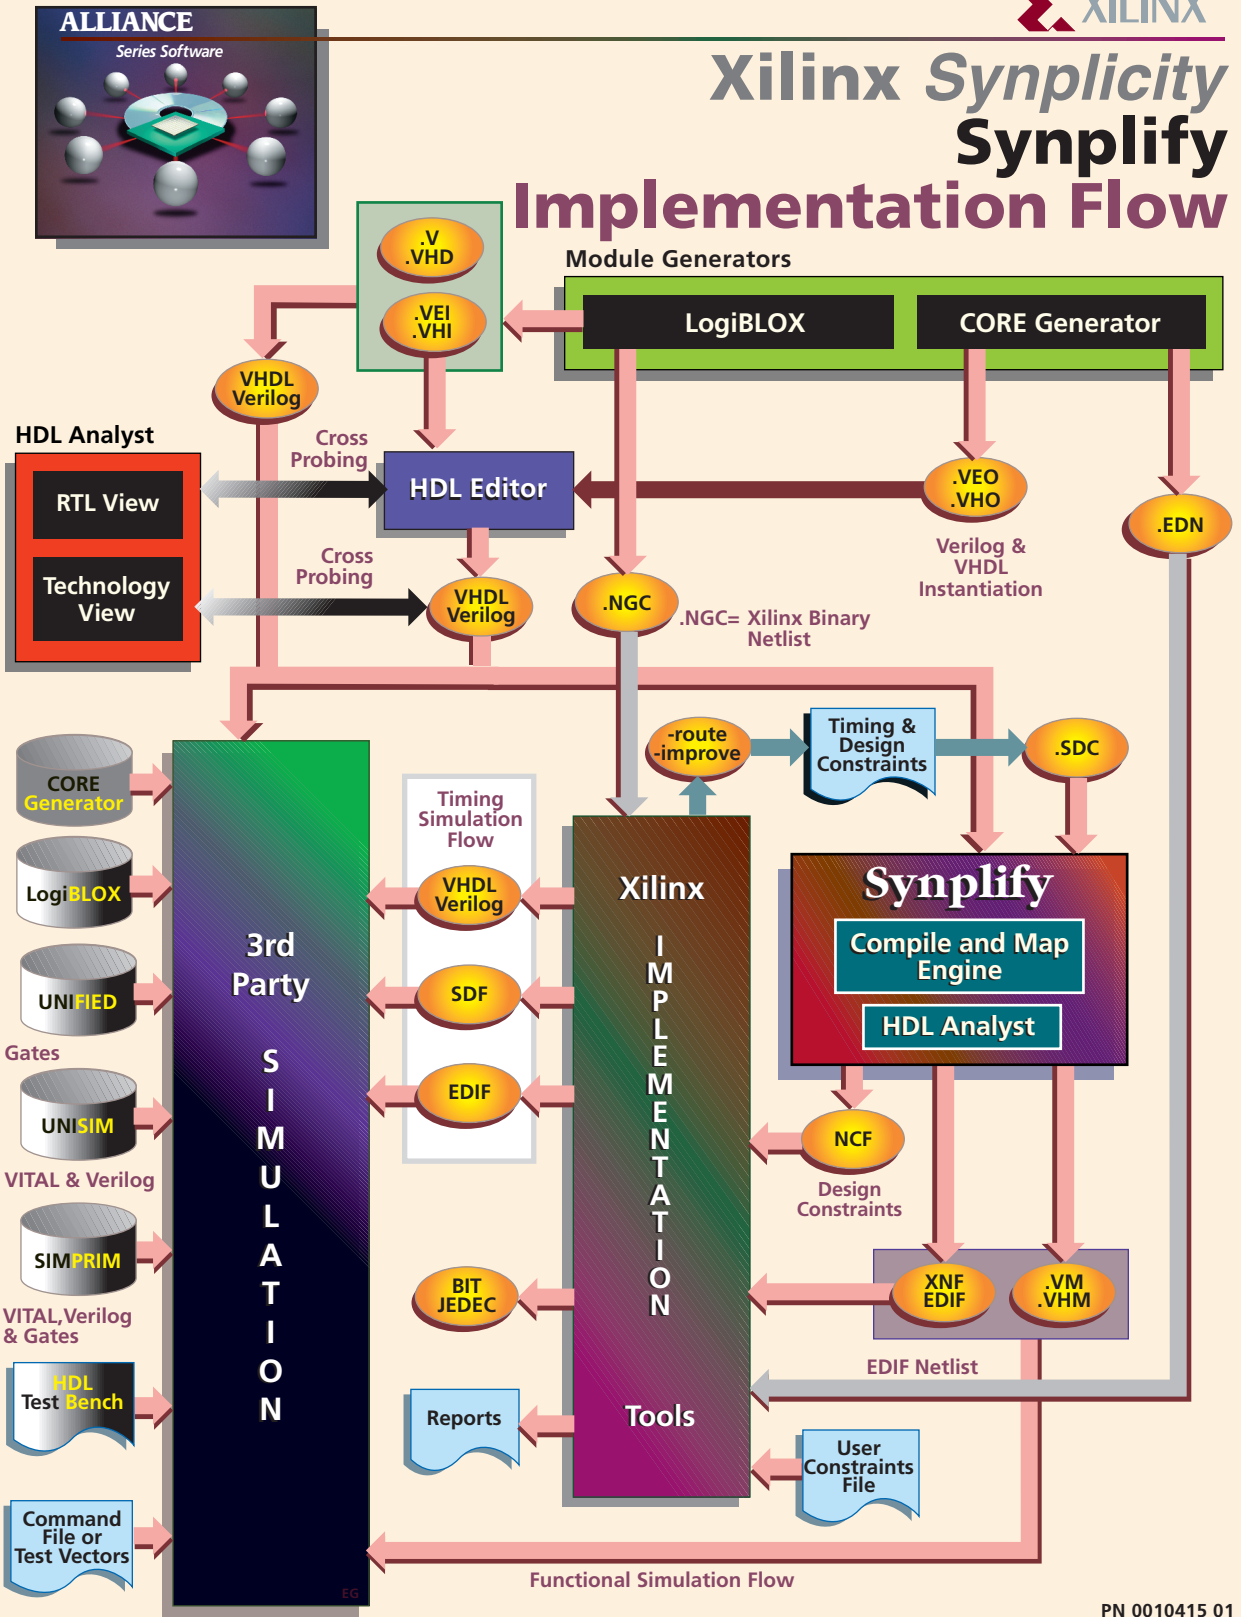 ALLIANCE
Series Software
XILINX
Xilinx Synplicity
Synplify
Implementation Flow
.V
.VHD
.VEI
.VHI
Module Generators
LogiBLOX
CORE Generator
VHDL
Verilog
HDL Analyst
RTL View
Technology
View
Cross
Probing
HDL Editor
Cross
Probing
VHDL
Verilog
.NGC
.NGC= Xilinx Binary
Netlist
.VEO
.VHO
Verilog &
VHDL
Instantiation
.EDN
-route
-improve
Timing &
Design
Constraints
.SDC
CORE
Generator
LogiBLOX
UNIFIED
Gates
UNISIM
VITAL & Verilog
SIMPRIM
VITAL,Verilog
& Gates
HDL
Test Bench
Command
File or
Test Vectors
3rd
Party
SIMULATION
EG
Timing
Simulation
Flow
VHDL
Verilog
SDF
EDIF
BIT
JEDEC
Reports
Xilinx
IMPLEMENTATION
Tools
Synplify
Compile and Map
Engine
HDL Analyst
NCF
Design
Constraints
XNF
EDIF
.VM
.VHM
EDIF Netlist
User
Constraints
File
Functional Simulation Flow
PN 0010415 01